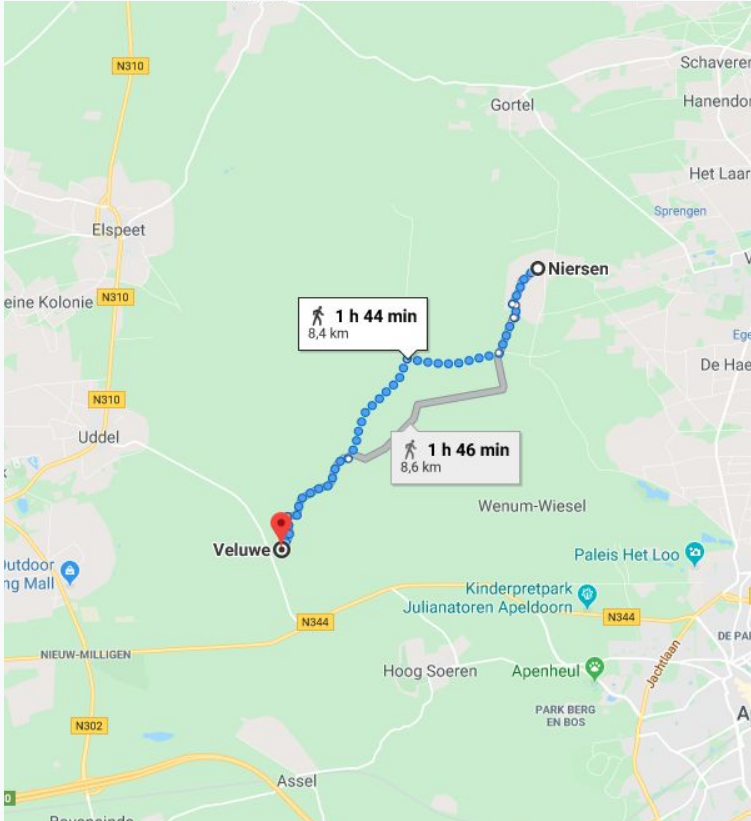 N310
Schaveren
Gortel
Hanendor
Het Laar
Sprengen
Elspeet
Niersen
eine Kolonie
N310
1 h 44 min
8,4 km
V
Ege
De Hae
N310
Uddel
1 h 46 min
8,6 km
Wenum-Wiesel
k
Veluwe
Paleis Het Loo
Outdoor
ng Mall
Kinderpretpark
Julianatoren Apeldoorn
N344
N344
DE PA
NIEUW-MILLIGEN
Hoog Soeren
Apenheul
Jachtlaan
PARK BERG
EN BOS
A
N302
Assel
0